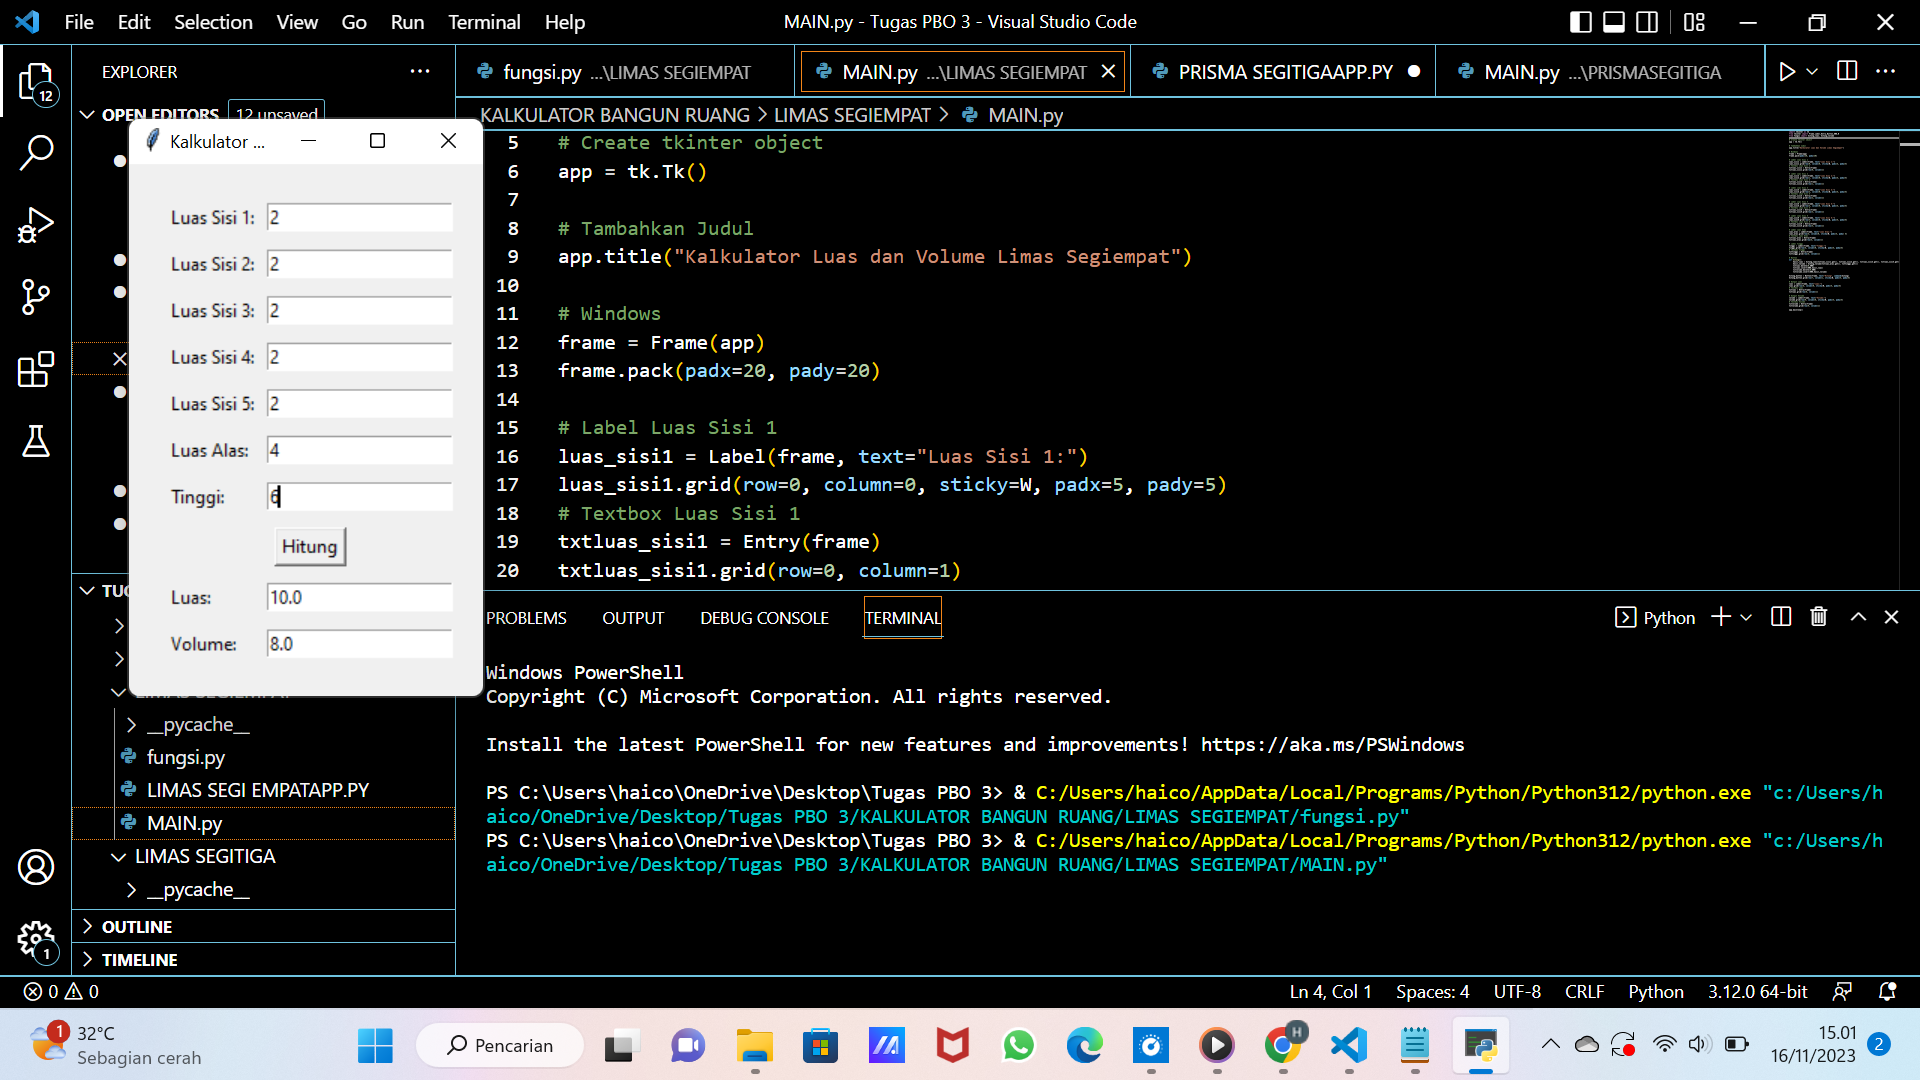 File Edit Selection View Go Run Terminal Help
MAIN.py - Tugas PBO 3 - Visual Studio Code
EXPLORER
fungsi.py ...\LIMAS SEGIEMPAT
MAIN.py ...\LIMAS SEGIEMPAT
PRISMA SEGITIGAAPP.PY
MAIN.py ...\PRISMASEGITIGA
12
OPEN EDITORS
12 unsaved
KALKULATOR BANGUN RUANG > LIMAS SEGIEMPAT > MAIN.py
Kalkulator ...
Luas Sisi 1: 2
Luas Sisi 2: 2
Luas Sisi 3: 2
Luas Sisi 4: 2
Luas Sisi 5: 2
Luas Alas: 4
Tinggi: 6
Hitung
Luas: 10.0
Volume: 8.0
5 # Create tkinter object
6 app = tk.Tk()
7
8 # Tambahkan Judul
9 app.title("Kalkulator Luas dan Volume Limas Segiempat")
10
11 # Windows
12 frame = Frame(app)
13 frame.pack(padx=20, pady=20)
14
15 # Label Luas Sisi 1
16 luas_sisi1 = Label(frame, text="Luas Sisi 1:")
17 luas_sisi1.grid(row=0, column=0, sticky=W, padx=5, pady=5)
18 # Textbox Luas Sisi 1
19 txtluas_sisi1 = Entry(frame)
20 txtluas_sisi1.grid(row=0, column=1)
__pycache__
fungsi.py
LIMAS SEGI EMPATAPP.PY
MAIN.py
LIMAS SEGITIGA
__pycache__
OUTLINE
TIMELINE
1
PROBLEMS OUTPUT DEBUG CONSOLE TERMINAL
Python
Windows PowerShell
Copyright (C) Microsoft Corporation. All rights reserved.
Install the latest PowerShell for new features and improvements! https://aka.ms/PSWindows
PS C:\Users\haico\OneDrive\Desktop\Tugas PBO 3> & C:/Users/haico/AppData/Local/Programs/Python/Python312/python.exe "c:/Users/h
aico/OneDrive/Desktop/Tugas PBO 3/KALKULATOR BANGUN RUANG/LIMAS SEGIEMPAT/fungsi.py"
PS C:\Users\haico\OneDrive\Desktop\Tugas PBO 3> & C:/Users/haico/AppData/Local/Programs/Python/Python312/python.exe "c:/Users/h
aico/OneDrive/Desktop/Tugas PBO 3/KALKULATOR BANGUN RUANG/LIMAS SEGIEMPAT/MAIN.py"
0 0
Ln 4, Col 1 Spaces: 4 UTF-8 CRLF Python 3.12.0 64-bit
1
32°C
Sebagian cerah
Pencarian
H
15.01
16/11/2023
2